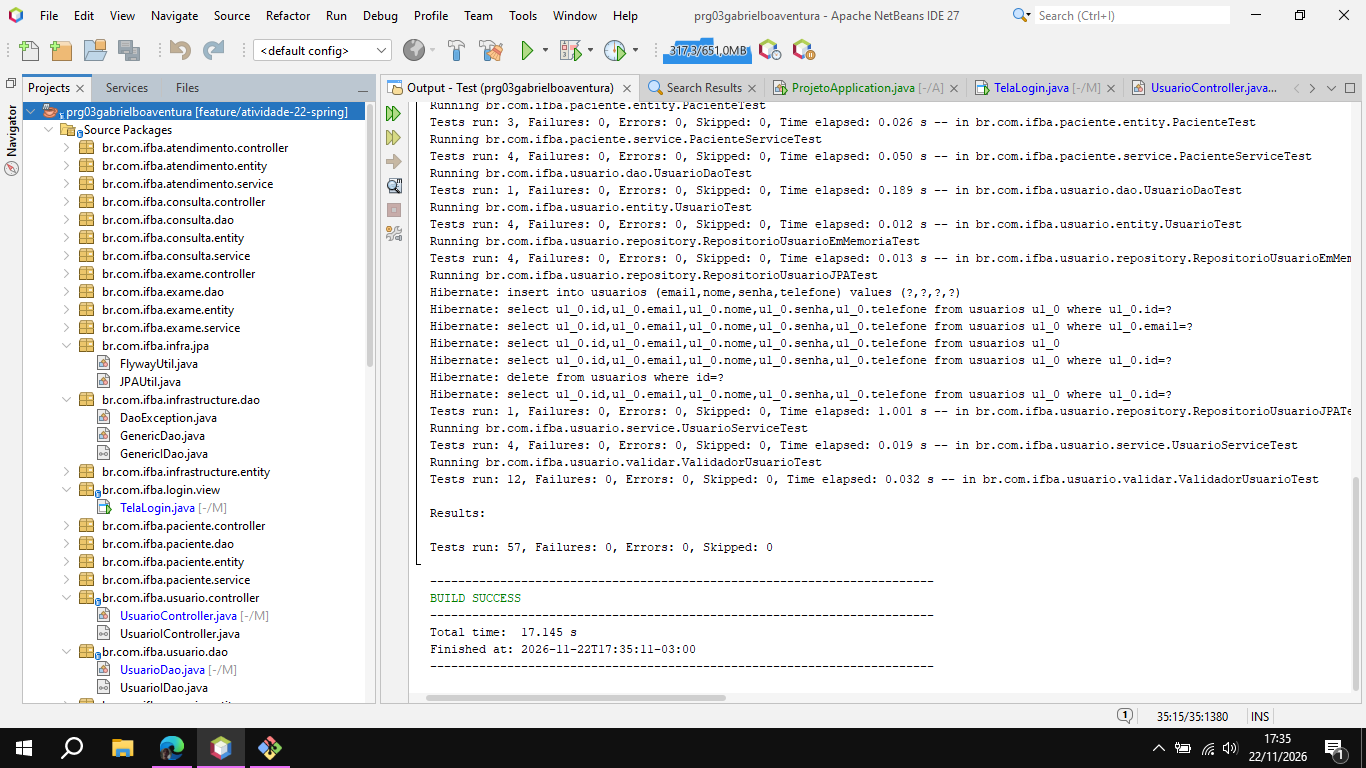 File Edit View Navigate Source Refactor Run Debug Profile Team Tools Window Help
prg03gabrielboaventura - Apache NetBeans IDE 27
Search (Ctrl+I)
<default config>
317,3/651,0MB
Projects
Services
Files
Output - Test (prg03gabrielboaventura)
Search Results
ProjetoApplication.java [-/A]
TelaLogin.java [-/M]
UsuarioController.java...
Navigator
prg03gabrielboaventura [feature/atividade-22-spring]
Source Packages
br.com.ifba.atendimento.controller
br.com.ifba.atendimento.entity
br.com.ifba.atendimento.service
br.com.ifba.consulta.controller
br.com.ifba.consulta.dao
br.com.ifba.consulta.entity
br.com.ifba.consulta.service
br.com.ifba.exame.controller
br.com.ifba.exame.dao
br.com.ifba.exame.entity
br.com.ifba.exame.service
br.com.ifba.infra.jpa
FlywayUtil.java
JPAUtil.java
br.com.ifba.infrastructure.dao
DaoException.java
GenericDao.java
GenericIDao.java
br.com.ifba.infrastructure.entity
br.com.ifba.login.view
TelaLogin.java [-/M]
br.com.ifba.paciente.controller
br.com.ifba.paciente.dao
br.com.ifba.paciente.entity
br.com.ifba.paciente.service
br.com.ifba.usuario.controller
UsuarioController.java [-/M]
UsuarioIController.java
br.com.ifba.usuario.dao
UsuarioDao.java [-/M]
UsuarioIDao.java
Running br.com.ifba.paciente.entity.PacienteTest
Tests run: 3, Failures: 0, Errors: 0, Skipped: 0, Time elapsed: 0.026 s -- in br.com.ifba.paciente.entity.PacienteTest
Running br.com.ifba.paciente.service.PacienteServiceTest
Tests run: 4, Failures: 0, Errors: 0, Skipped: 0, Time elapsed: 0.050 s -- in br.com.ifba.paciente.service.PacienteServiceTest
Running br.com.ifba.usuario.dao.UsuarioDaoTest
Tests run: 1, Failures: 0, Errors: 0, Skipped: 0, Time elapsed: 0.189 s -- in br.com.ifba.usuario.dao.UsuarioDaoTest
Running br.com.ifba.usuario.entity.UsuarioTest
Tests run: 4, Failures: 0, Errors: 0, Skipped: 0, Time elapsed: 0.012 s -- in br.com.ifba.usuario.entity.UsuarioTest
Running br.com.ifba.usuario.repository.RepositorioUsuarioEmMemoriaTest
Tests run: 4, Failures: 0, Errors: 0, Skipped: 0, Time elapsed: 0.013 s -- in br.com.ifba.usuario.repository.RepositorioUsuarioEmMem
Running br.com.ifba.usuario.repository.RepositorioUsuarioJPATest
Hibernate: insert into usuarios (email,nome,senha,telefone) values (?,?,?,?)
Hibernate: select u1_0.id,u1_0.email,u1_0.nome,u1_0.senha,u1_0.telefone from usuarios u1_0 where u1_0.id=?
Hibernate: select u1_0.id,u1_0.email,u1_0.nome,u1_0.senha,u1_0.telefone from usuarios u1_0 where u1_0.email=?
Hibernate: select u1_0.id,u1_0.email,u1_0.nome,u1_0.senha,u1_0.telefone from usuarios u1_0
Hibernate: select u1_0.id,u1_0.email,u1_0.nome,u1_0.senha,u1_0.telefone from usuarios u1_0 where u1_0.id=?
Hibernate: delete from usuarios where id=?
Hibernate: select u1_0.id,u1_0.email,u1_0.nome,u1_0.senha,u1_0.telefone from usuarios u1_0 where u1_0.id=?
Tests run: 1, Failures: 0, Errors: 0, Skipped: 0, Time elapsed: 1.001 s -- in br.com.ifba.usuario.repository.RepositorioUsuarioJPATe
Running br.com.ifba.usuario.service.UsuarioServiceTest
Tests run: 4, Failures: 0, Errors: 0, Skipped: 0, Time elapsed: 0.019 s -- in br.com.ifba.usuario.service.UsuarioServiceTest
Running br.com.ifba.usuario.validar.ValidadorUsuarioTest
Tests run: 12, Failures: 0, Errors: 0, Skipped: 0, Time elapsed: 0.032 s -- in br.com.ifba.usuario.validar.ValidadorUsuarioTest
Results:
Tests run: 57, Failures: 0, Errors: 0, Skipped: 0
------------------------------------------------------------------------
BUILD SUCCESS
------------------------------------------------------------------------
Total time:  17.145 s
Finished at: 2026-11-22T17:35:11-03:00
------------------------------------------------------------------------
1
35:15/35:1380
INS
17:35
22/11/2026
1